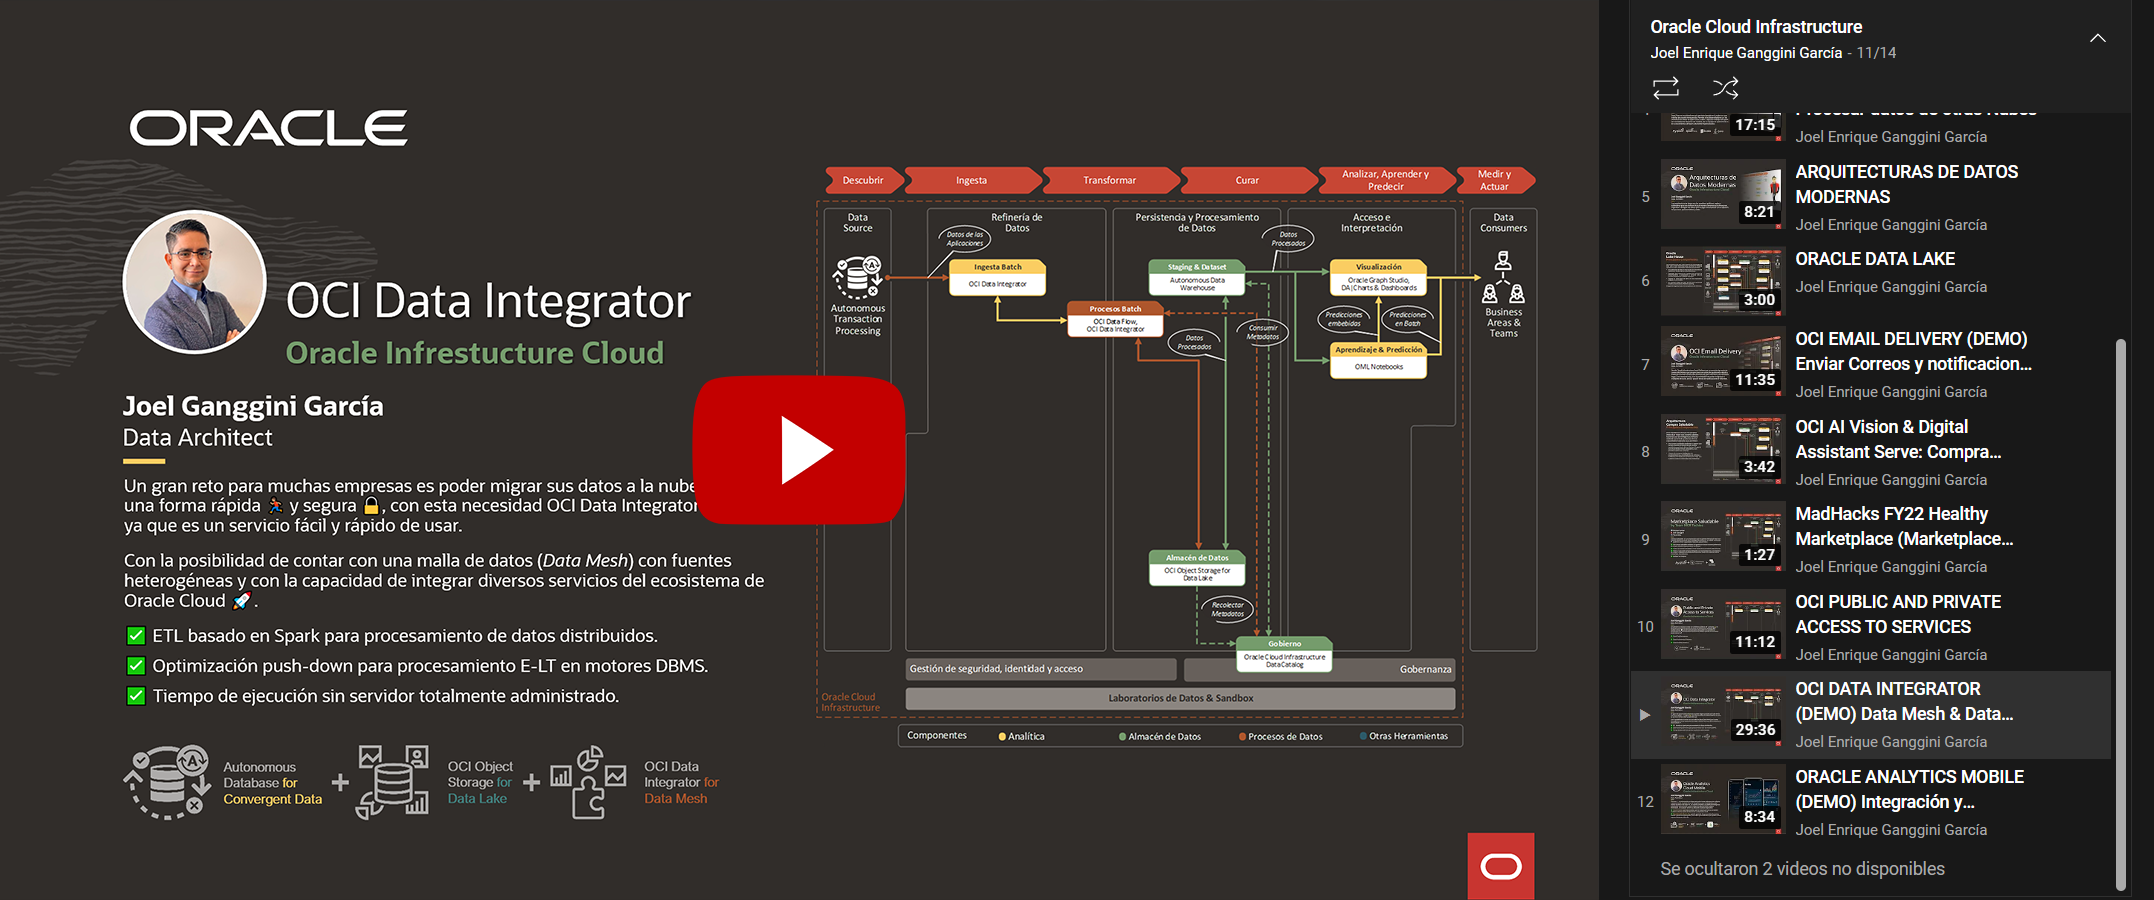 ORACLE
OCI Data Integrator
Oracle Infrestucture Cloud
Joel Ganggini García
Data Architect
Un gran reto para muchas empresas es poder migrar sus datos a la nube
una forma rápida y segura , con esta necesidad OCI Data Integrator
ya que es un servicio fácil y rápido de usar.
Con la posibilidad de contar con una malla de datos (Data Mesh) con fuentes
heterogéneas y con la capacidad de integrar diversos servicios del ecosistema de
Oracle Cloud .
ETL basado en Spark para procesamiento de datos distribuidos.
Optimización push-down para procesamiento E-LT en motores DBMS.
Tiempo de ejecución sin servidor totalmente administrado.
Autonomous
Database for
Convergent Data
+
OCI Object
Storage for
Data Lake
+
OCI Data
Integrator for
Data Mesh
Descubrir
Ingesta
Transformar
Curar
Analizar, Aprender y
Predecir
Medir y
Actuar
Data
Source
Refinería de
Datos
Persistencia y Procesamiento
de Datos
Acceso e
Interpretación
Data
Consumers
Datos de las
Aplicaciones
Datos
Procesados
Autonomous
Transaction
Processing
Ingesta Batch
OCI Data Integrator
Procesos Batch
OCI Data Flow,
OCI Data Integrator
Staging & Dataset
Autonomous Data
Warehouse
Visualización
Oracle Graph Studio,
DA|Charts & Dashboards
Business
Areas &
Teams
Predicciones
embebidas
Predicciones
en Batch
Datos
Procesados
Consumir
Metadatos
Aprendizaje & Predicción
OML Notebooks
Almacén de Datos
OCI Object Storage for
Data Lake
Recolectar
Metadatos
Gobierno
Oracle Cloud Infrastructure
Data Catalog
Gestión de seguridad, identidad y acceso
Gobernanza
Laboratorios de Datos & Sandbox
Oracle Cloud
Infrastructure
Componentes
Analítica
Almacén de Datos
Procesos de Datos
Otras Herramientas
Oracle Cloud Infrastructure
Joel Enrique Ganggini García - 11/14
17:15
Procesar datos de otras Nubes
Joel Enrique Ganggini García
5
8:21
ARQUITECTURAS DE DATOS
MODERNAS
Joel Enrique Ganggini García
6
3:00
ORACLE DATA LAKE
Joel Enrique Ganggini García
7
11:35
OCI EMAIL DELIVERY (DEMO)
Enviar Correos y notificacion...
Joel Enrique Ganggini García
8
3:42
OCI AI Vision & Digital
Assistant Serve: Compra...
Joel Enrique Ganggini García
9
1:27
MadHacks FY22 Healthy
Marketplace (Marketplace...
Joel Enrique Ganggini García
10
11:12
OCI PUBLIC AND PRIVATE
ACCESS TO SERVICES
Joel Enrique Ganggini García
29:36
OCI DATA INTEGRATOR
(DEMO) Data Mesh & Data...
Joel Enrique Ganggini García
12
8:34
ORACLE ANALYTICS MOBILE
(DEMO) Integración y...
Joel Enrique Ganggini García
Se ocultaron 2 videos no disponibles